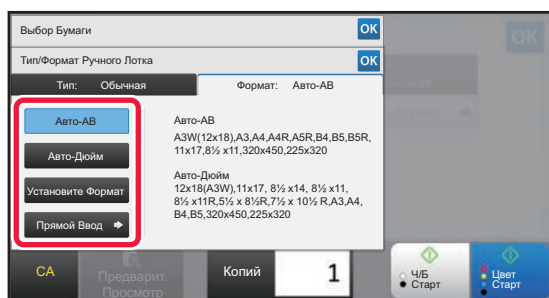 Выбор Бумаги
OK
OK
Тип/Формат Ручного Лотка
OK
Тип: Обычная
Формат: Авто-AB
Авто-AB
Авто-Дюйм
Установите Формат
Прямой Ввод
Авто-AB
A3W(12x18),A3,A4,A4R,A5R,B4,B5,B5R,
11x17,8½ x11,320x450,225x320
Авто-Дюйм
12x18(A3W),11x17, 8½ x14, 8½ x11,
8½ x11R,5½ x 8½R,7½ x 10½ R,A3,A4,
B4,B5,320x450,225x320
CA
Предварит.
Просмотр
Копий
1
Ч/Б
Старт
Цвет
Старт